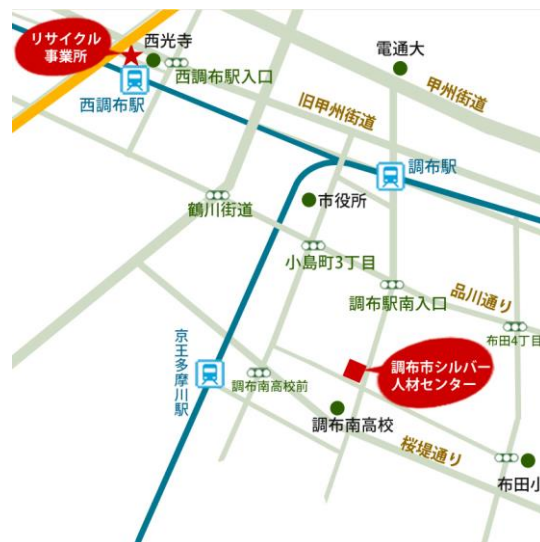 リサイクル
事業所
西光寺
電通大
西調布駅入口
甲州街道
西調布駅
旧甲州街道
調布駅
鶴川街道
市役所
小島町3丁目
調布駅南入口
品川通り
布田4丁目
京王多摩川駅
調布南高校前
調布市シルバー
人材センター
調布南高校
桜堤通り
布田小